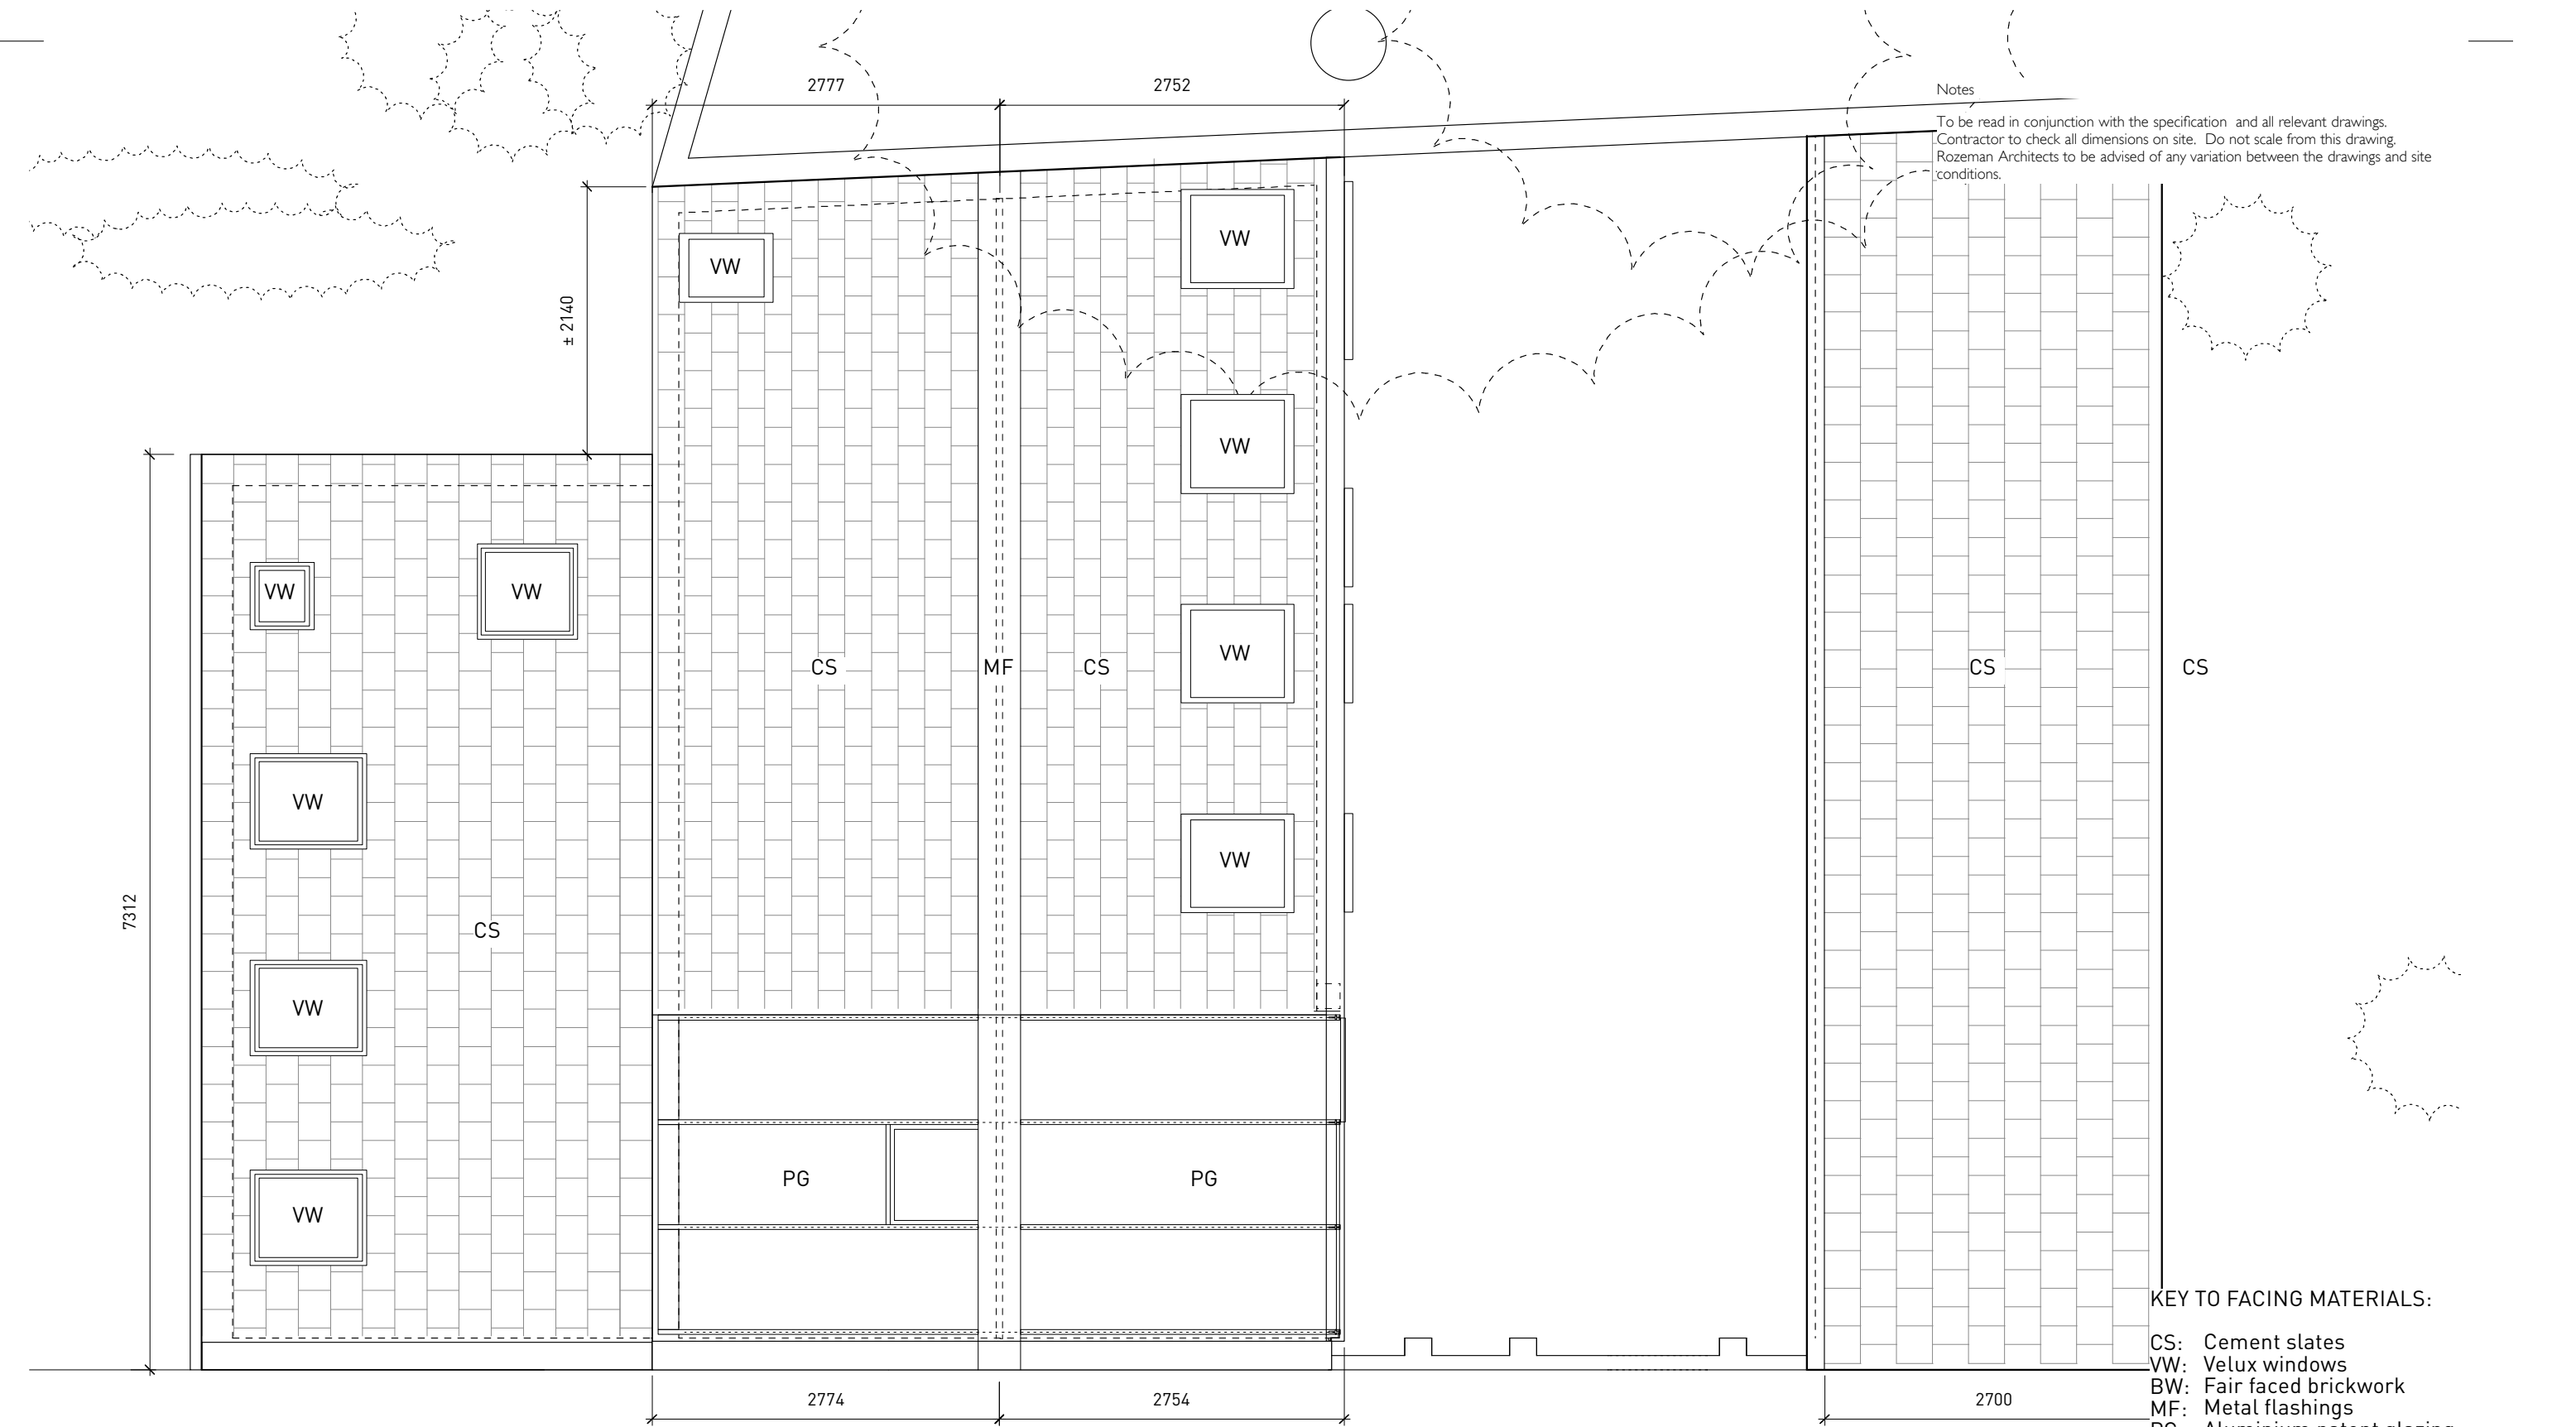 2777
2752
Notes
To be read in conjunction with the specification and all relevant drawings.
Contractor to check all dimensions on site. Do not scale from this drawing.
Rozeman Architects to be advised of any variation between the drawings and site
conditions.
VW
VW
± 2140
VW
VW
VW
CS
MF
CS
VW
CS
CS
VW
VW
7312
CS
VW
PG
PG
VW
KEY TO FACING MATERIALS:
CS: Cement slates
VW: Velux windows
BW: Fair faced brickwork
MF: Metal flashings
PG: Aluminium patent glazing
2774
2754
2700